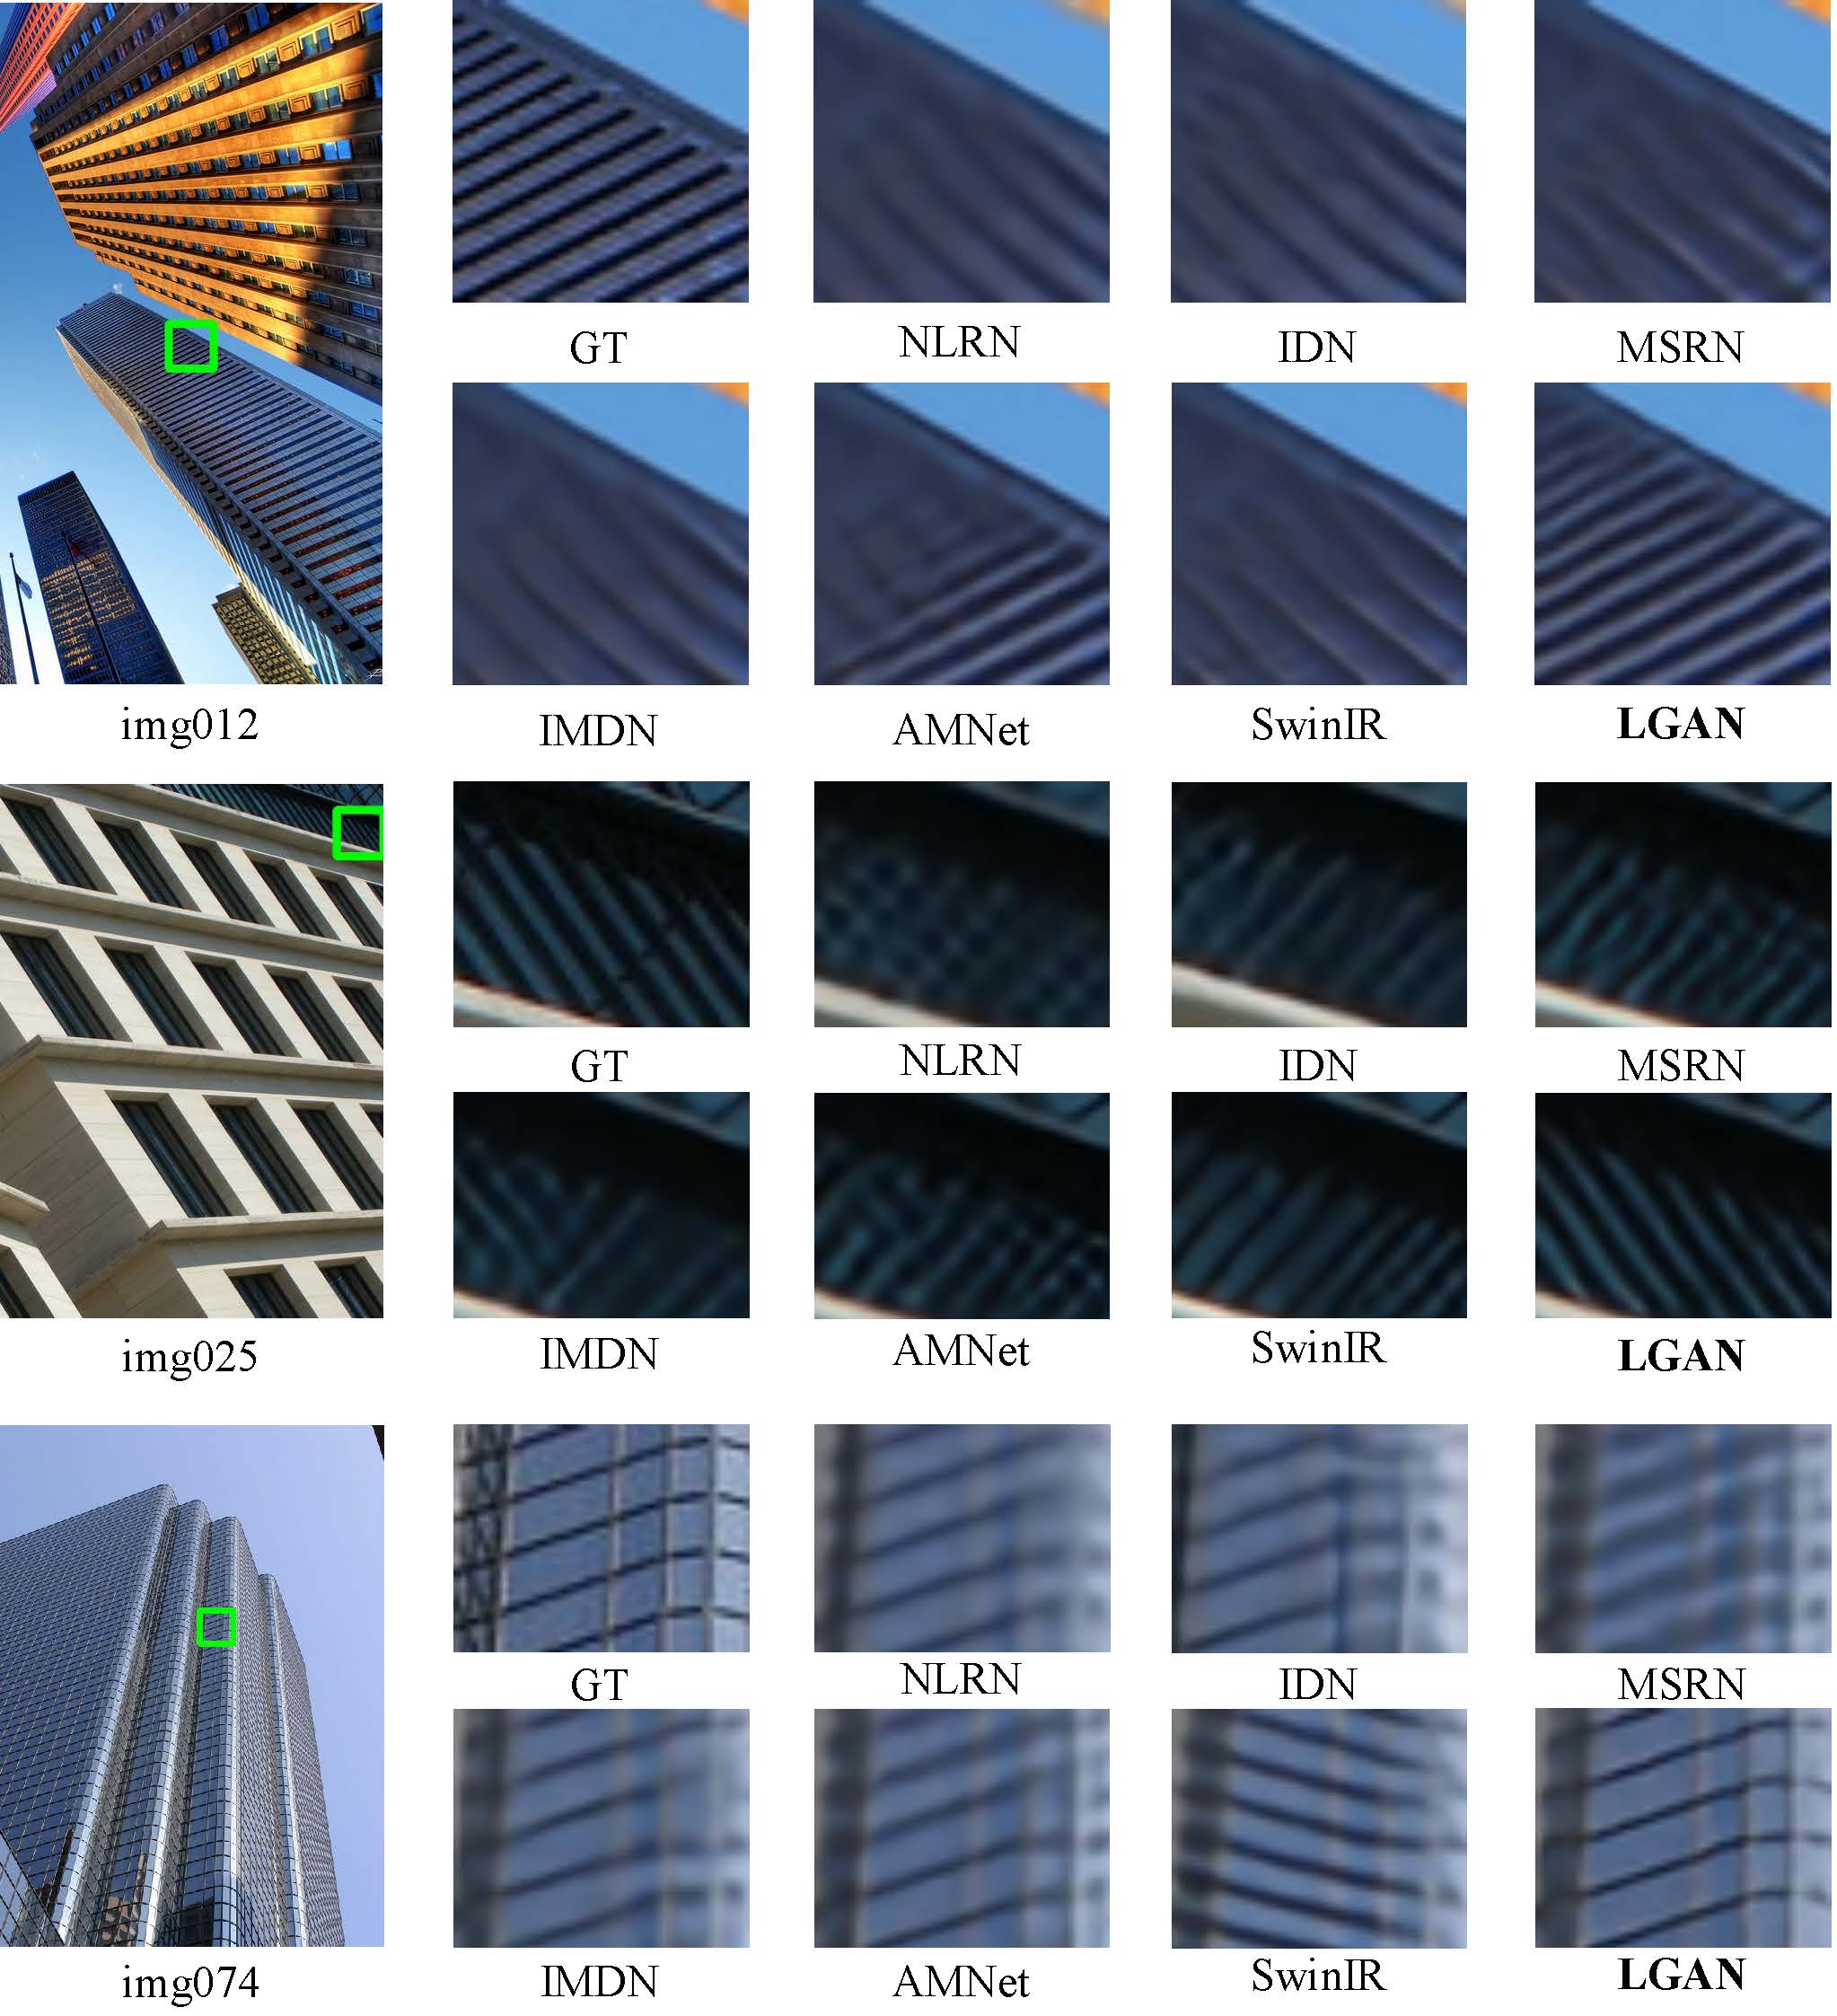 GT NLRN IDN MSRN
img012 IMDN AMNet SwinIR LGAN
GT NLRN IDN MSRN
img025 IMDN AMNet SwinIR LGAN
GT NLRN IDN MSRN
img074 IMDN AMNet SwinIR LGAN